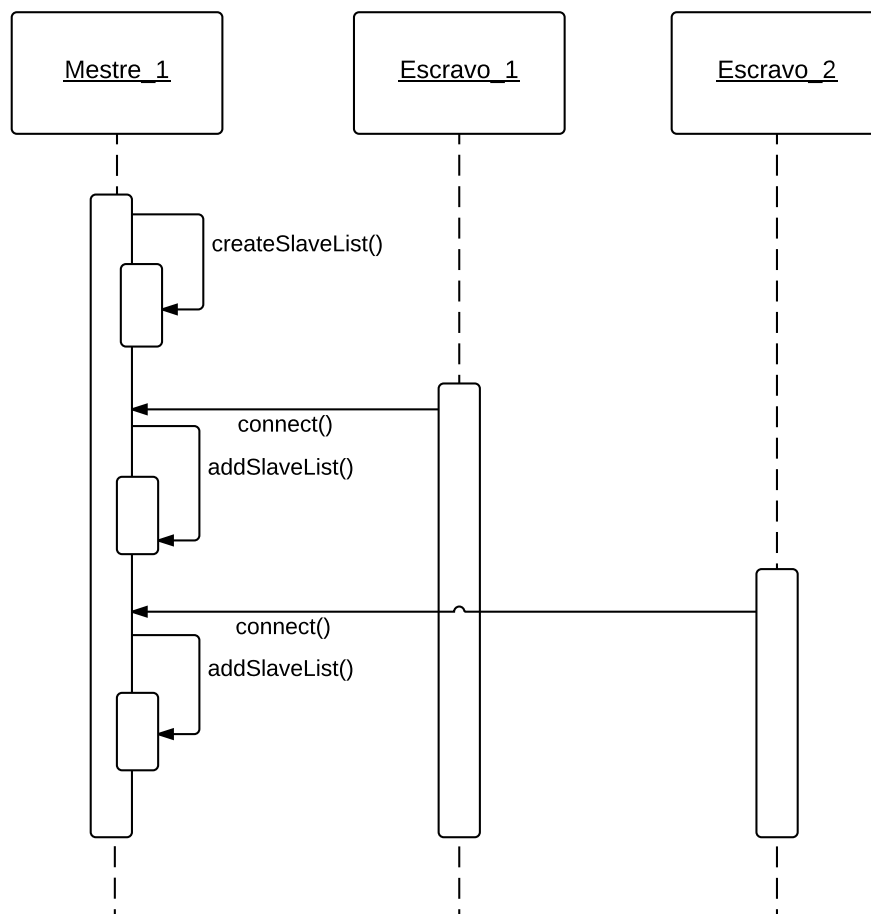 Mestre_1
Escravo_1
Escravo_2
createSlaveList()
connect()
addSlaveList()
connect()
addSlaveList()